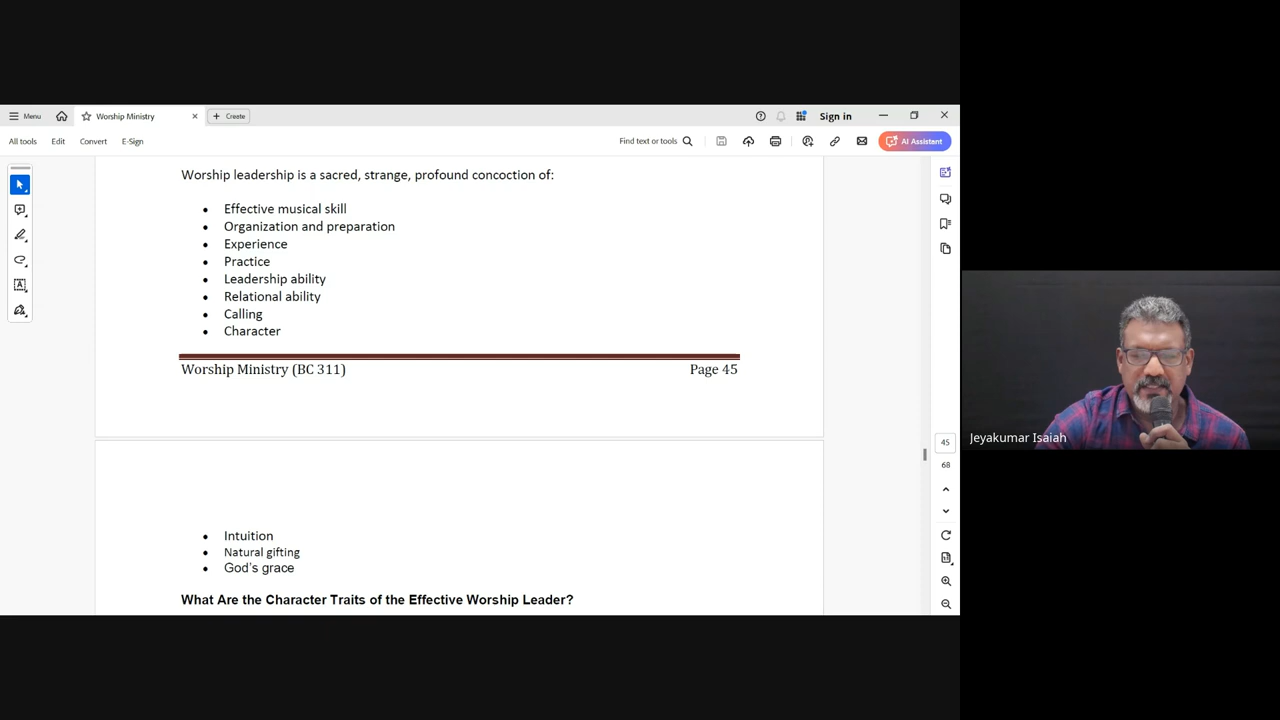 Menu
Worship Ministry
Create
Sign in
All tools
Edit
Convert
E-Sign
Find text or tools
AI Assistant
Worship leadership is a sacred, strange, profound concoction of:
• Effective musical skill
• Organization and preparation
• Experience
• Practice
• Leadership ability
• Relational ability
• Calling
• Character
Worship Ministry (BC 311) Page 45
• Intuition
• Natural gifting
• God's grace
What Are the Character Traits of the Effective Worship Leader?
45
68
Jeyakumar Isaiah